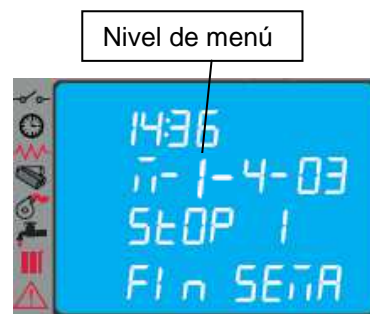 Nivel de menú
14:36
M-1-4-03
StOP 1
FIn SEMA